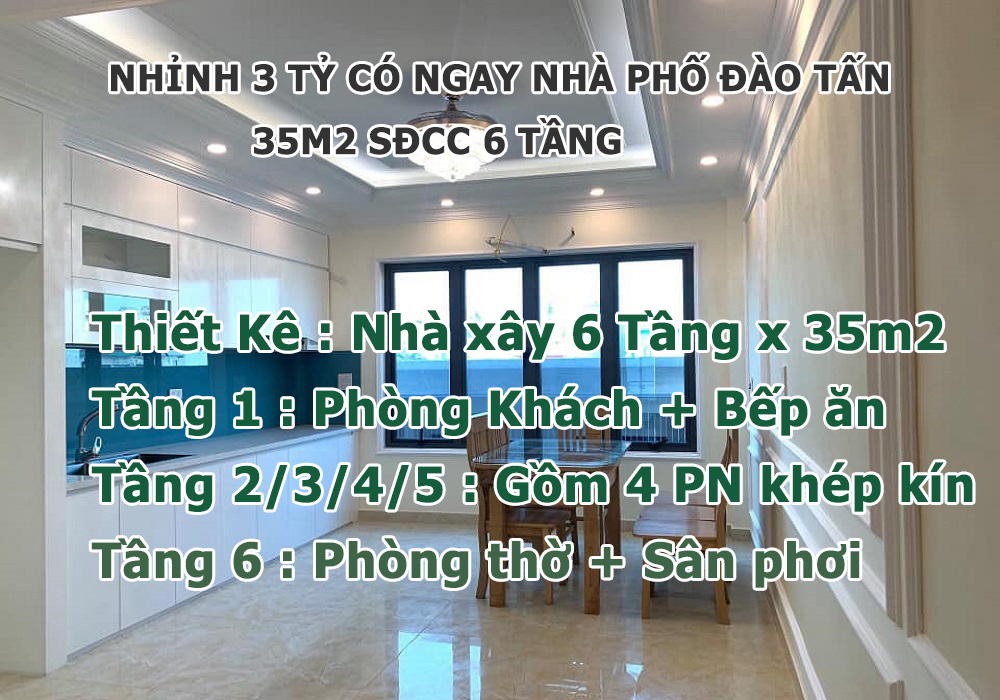 NHỈNH 3 TỶ CÓ NGAY NHÀ PHỐ ĐÀO TẤN
35M2 SĐCC 6 TẦNG
Thiết Kê : Nhà xây 6 Tầng x 35m2
Tầng 1 : Phòng Khách + Bếp ăn
Tầng 2/3/4/5 : Gồm 4 PN khép kín
Tầng 6 : Phòng thờ + Sân phơi